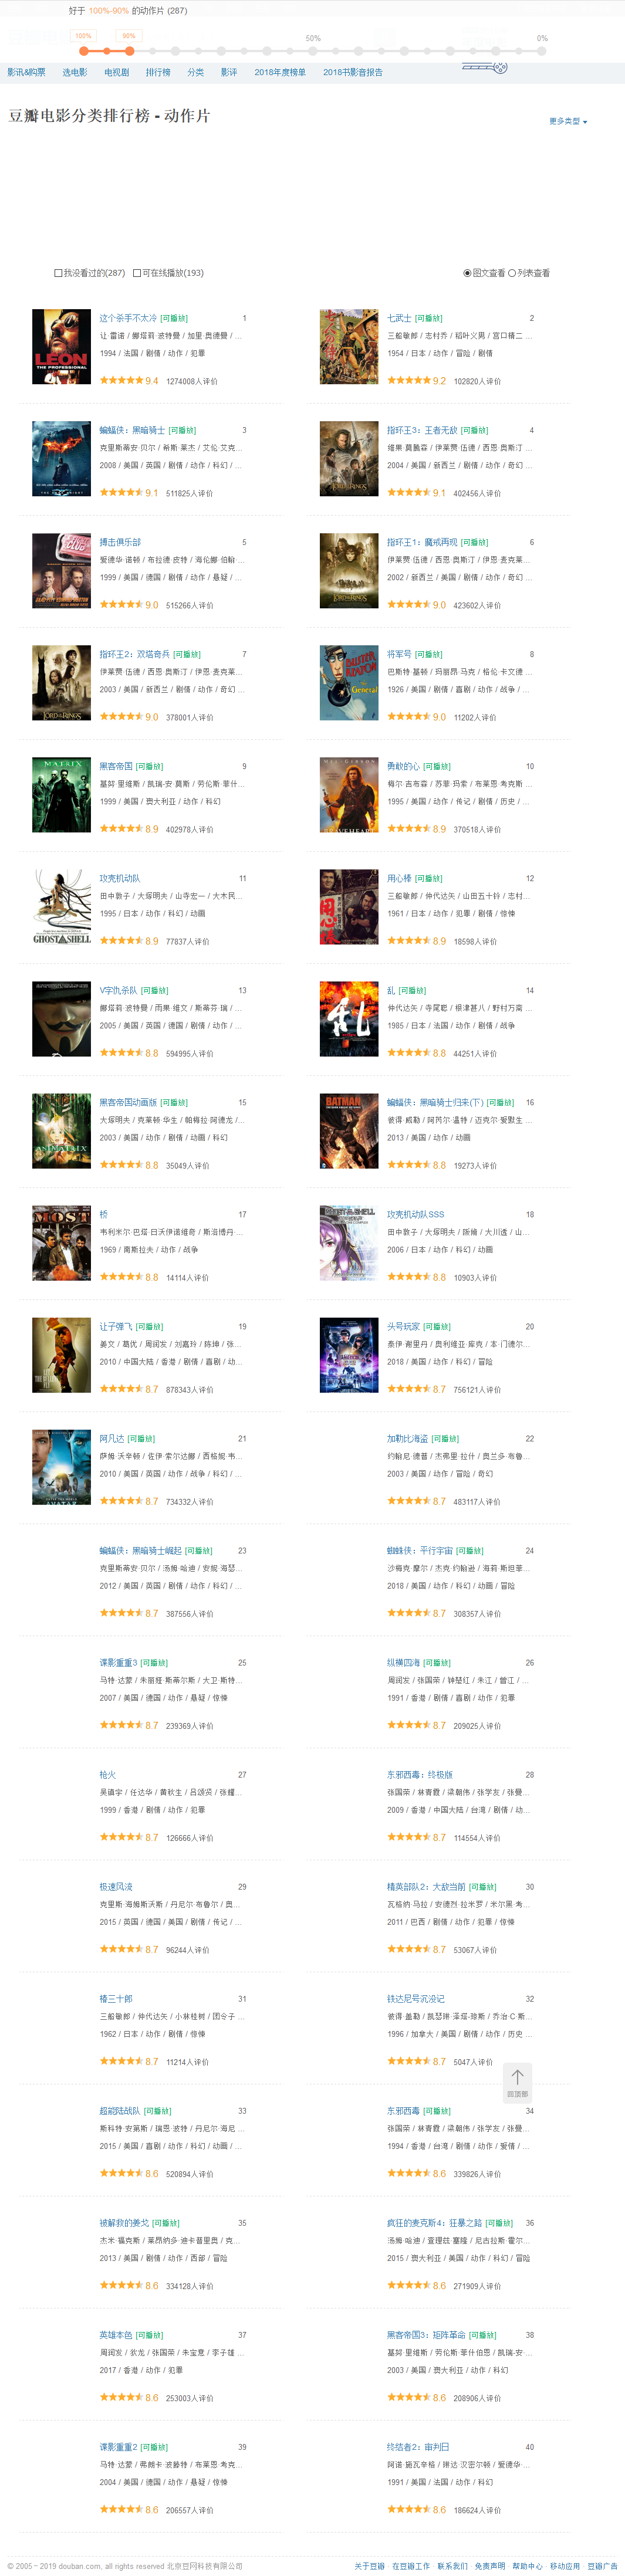 好于 100%-90% 的动作片 (287)
100% 90% 50% 0%
影讯&购票 选电影 电视剧 排行榜 分类 影评 2018年度榜单 2018书影音报告
豆瓣电影分类排行榜 - 动作片
更多类型
我没看过的(287) 可在线播放(193) 图文查看 列表查看
这个杀手不太冷 [可播放] 1
让·雷诺 / 娜塔莉·波特曼 / 加里·奥德曼 / ...
1994 / 法国 / 剧情 / 动作 / 犯罪
9.4 1274008人评价
七武士 [可播放] 2
三船敏郎 / 志村乔 / 稻叶义男 / 宫口精二 ...
1954 / 日本 / 动作 / 冒险 / 剧情
9.2 102820人评价
蝙蝠侠：黑暗骑士 [可播放] 3
克里斯蒂安·贝尔 / 希斯·莱杰 / 艾伦·艾克...
2008 / 美国 / 英国 / 剧情 / 动作 / 科幻 / ...
9.1 511825人评价
指环王3：王者无敌 [可播放] 4
维果·莫腾森 / 伊莱贾·伍德 / 西恩·奥斯汀 ...
2004 / 美国 / 新西兰 / 剧情 / 动作 / 奇幻 ...
9.1 402456人评价
搏击俱乐部 5
爱德华·诺顿 / 布拉德·皮特 / 海伦娜·伯翰·...
1999 / 美国 / 德国 / 剧情 / 动作 / 悬疑 / ...
9.0 515266人评价
指环王1：魔戒再现 [可播放] 6
伊莱贾·伍德 / 西恩·奥斯汀 / 伊恩·麦克莱...
2002 / 新西兰 / 美国 / 剧情 / 动作 / 奇幻 ...
9.0 423602人评价
指环王2：双塔奇兵 [可播放] 7
伊莱贾·伍德 / 西恩·奥斯汀 / 伊恩·麦克莱...
2003 / 美国 / 新西兰 / 剧情 / 动作 / 奇幻 ...
9.0 378001人评价
将军号 [可播放] 8
巴斯特·基顿 / 玛丽昂·马克 / 格伦·卡文德 ...
1926 / 美国 / 剧情 / 喜剧 / 动作 / 战争 / ...
9.0 11202人评价
黑客帝国 [可播放] 9
基努·里维斯 / 凯瑞-安·莫斯 / 劳伦斯·菲什...
1999 / 美国 / 澳大利亚 / 动作 / 科幻
8.9 402978人评价
勇敢的心 [可播放] 10
梅尔·吉布森 / 苏菲·玛索 / 布莱恩·考克斯 ...
1995 / 美国 / 动作 / 传记 / 剧情 / 历史 / ...
8.9 370518人评价
攻壳机动队 11
田中敦子 / 大塚明夫 / 山寺宏一 / 大木民...
1995 / 日本 / 动作 / 科幻 / 动画
8.9 77837人评价
用心棒 [可播放] 12
三船敏郎 / 仲代达矢 / 山田五十铃 / 志村...
1961 / 日本 / 动作 / 犯罪 / 剧情 / 惊悚
8.9 18598人评价
V字仇杀队 [可播放] 13
娜塔莉·波特曼 / 雨果·维文 / 斯蒂芬·瑞 / ...
2005 / 美国 / 英国 / 德国 / 剧情 / 动作 / ...
8.8 594995人评价
乱 [可播放] 14
仲代达矢 / 寺尾聪 / 根津甚八 / 野村万斋 ...
1985 / 日本 / 法国 / 动作 / 剧情 / 战争
8.8 44251人评价
黑客帝国动画版 [可播放] 15
大塚明夫 / 克莱顿·华生 / 帕梅拉·阿德龙 /...
2003 / 美国 / 动作 / 剧情 / 动画 / 科幻
8.8 35049人评价
蝙蝠侠：黑暗骑士归来(下) [可播放] 16
彼得·威勒 / 阿芮尔·温特 / 迈克尔·爱默生 ...
2013 / 美国 / 动作 / 动画
8.8 19273人评价
桥 17
韦利米尔·巴塔·日沃伊诺维奇 / 斯洛博丹·...
1969 / 南斯拉夫 / 动作 / 战争
8.8 14114人评价
攻壳机动队SSS 18
田中敦子 / 大塚明夫 / 阪脩 / 大川透 / 山...
2006 / 日本 / 动作 / 科幻 / 动画
8.8 10903人评价
让子弹飞 [可播放] 19
姜文 / 葛优 / 周润发 / 刘嘉玲 / 陈坤 / 张...
2010 / 中国大陆 / 香港 / 剧情 / 喜剧 / 动...
8.7 878343人评价
头号玩家 [可播放] 20
泰伊·谢里丹 / 奥利维亚·库克 / 本·门德尔...
2018 / 美国 / 动作 / 科幻 / 冒险
8.7 756121人评价
阿凡达 [可播放] 21
萨姆·沃辛顿 / 佐伊·索尔达娜 / 西格妮·韦...
2010 / 美国 / 英国 / 动作 / 战争 / 科幻 / ...
8.7 734332人评价
加勒比海盗 [可播放] 22
约翰尼·德普 / 杰弗里·拉什 / 奥兰多·布鲁...
2003 / 美国 / 动作 / 冒险 / 奇幻
8.7 483117人评价
蝙蝠侠：黑暗骑士崛起 [可播放] 23
克里斯蒂安·贝尔 / 汤姆·哈迪 / 安妮·海瑟...
2012 / 美国 / 英国 / 剧情 / 动作 / 科幻 / ...
8.7 387556人评价
蜘蛛侠：平行宇宙 [可播放] 24
沙梅克·摩尔 / 杰克·约翰逊 / 海莉·斯坦菲...
2018 / 美国 / 动作 / 科幻 / 动画 / 冒险
8.7 308357人评价
谍影重重3 [可播放] 25
马特·达蒙 / 朱丽娅·斯蒂尔斯 / 大卫·斯特...
2007 / 美国 / 德国 / 动作 / 悬疑 / 惊悚
8.7 239369人评价
纵横四海 [可播放] 26
周润发 / 张国荣 / 钟楚红 / 朱江 / 曾江 / ...
1991 / 香港 / 剧情 / 喜剧 / 动作 / 犯罪
8.7 209025人评价
枪火 27
吴镇宇 / 任达华 / 黄秋生 / 吕颂贤 / 张耀...
1999 / 香港 / 剧情 / 动作 / 犯罪
8.7 126666人评价
东邪西毒：终极版 28
张国荣 / 林青霞 / 梁朝伟 / 张学友 / 张曼...
2009 / 香港 / 中国大陆 / 台湾 / 剧情 / 动...
8.7 114554人评价
极速风流 29
克里斯·海姆斯沃斯 / 丹尼尔·布鲁尔 / 奥...
2015 / 英国 / 德国 / 美国 / 剧情 / 传记 / ...
8.7 96244人评价
精英部队2：大敌当前 [可播放] 30
瓦格纳·马拉 / 安德烈·拉米罗 / 米尔黑·考...
2011 / 巴西 / 剧情 / 动作 / 犯罪 / 惊悚
8.7 53067人评价
椿三十郎 31
三船敏郎 / 仲代达矢 / 小林桂树 / 团令子 ...
1962 / 日本 / 动作 / 剧情 / 惊悚
8.7 11214人评价
铁达尼号沉没记 32
彼得·盖勒 / 凯瑟琳·泽塔-琼斯 / 乔治·C·斯...
1996 / 加拿大 / 美国 / 剧情 / 动作 / 历史 ...
8.7 5047人评价
回顶部
超能陆战队 [可播放] 33
斯科特·安第斯 / 瑞恩·波特 / 丹尼尔·海尼 ...
2015 / 美国 / 喜剧 / 动作 / 科幻 / 动画 / ...
8.6 520894人评价
东邪西毒 [可播放] 34
张国荣 / 林青霞 / 梁朝伟 / 张学友 / 张曼...
1994 / 香港 / 台湾 / 剧情 / 动作 / 爱情 / ...
8.6 339826人评价
被解救的姜戈 [可播放] 35
杰米·福克斯 / 莱昂纳多·迪卡普里奥 / 克...
2013 / 美国 / 剧情 / 动作 / 西部 / 冒险
8.6 334128人评价
疯狂的麦克斯4：狂暴之路 [可播放] 36
汤姆·哈迪 / 查理兹·塞隆 / 尼古拉斯·霍尔...
2015 / 澳大利亚 / 美国 / 动作 / 科幻 / 冒险
8.6 271909人评价
英雄本色 [可播放] 37
周润发 / 狄龙 / 张国荣 / 朱宝意 / 李子雄 ...
2017 / 香港 / 动作 / 犯罪
8.6 253003人评价
黑客帝国3：矩阵革命 [可播放] 38
基努·里维斯 / 劳伦斯·菲什伯恩 / 凯瑞-安·...
2003 / 美国 / 澳大利亚 / 动作 / 科幻
8.6 208906人评价
谍影重重2 [可播放] 39
马特·达蒙 / 弗朗卡·波滕特 / 布莱恩·考克...
2004 / 美国 / 德国 / 动作 / 悬疑 / 惊悚
8.6 206557人评价
终结者2：审判日 40
阿诺·施瓦辛格 / 琳达·汉密尔顿 / 爱德华·...
1991 / 美国 / 法国 / 动作 / 科幻
8.6 186624人评价
© 2005－2019 douban.com, all rights reserved 北京豆网科技有限公司
关于豆瓣 · 在豆瓣工作 · 联系我们 · 免责声明 · 帮助中心 · 移动应用 · 豆瓣广告